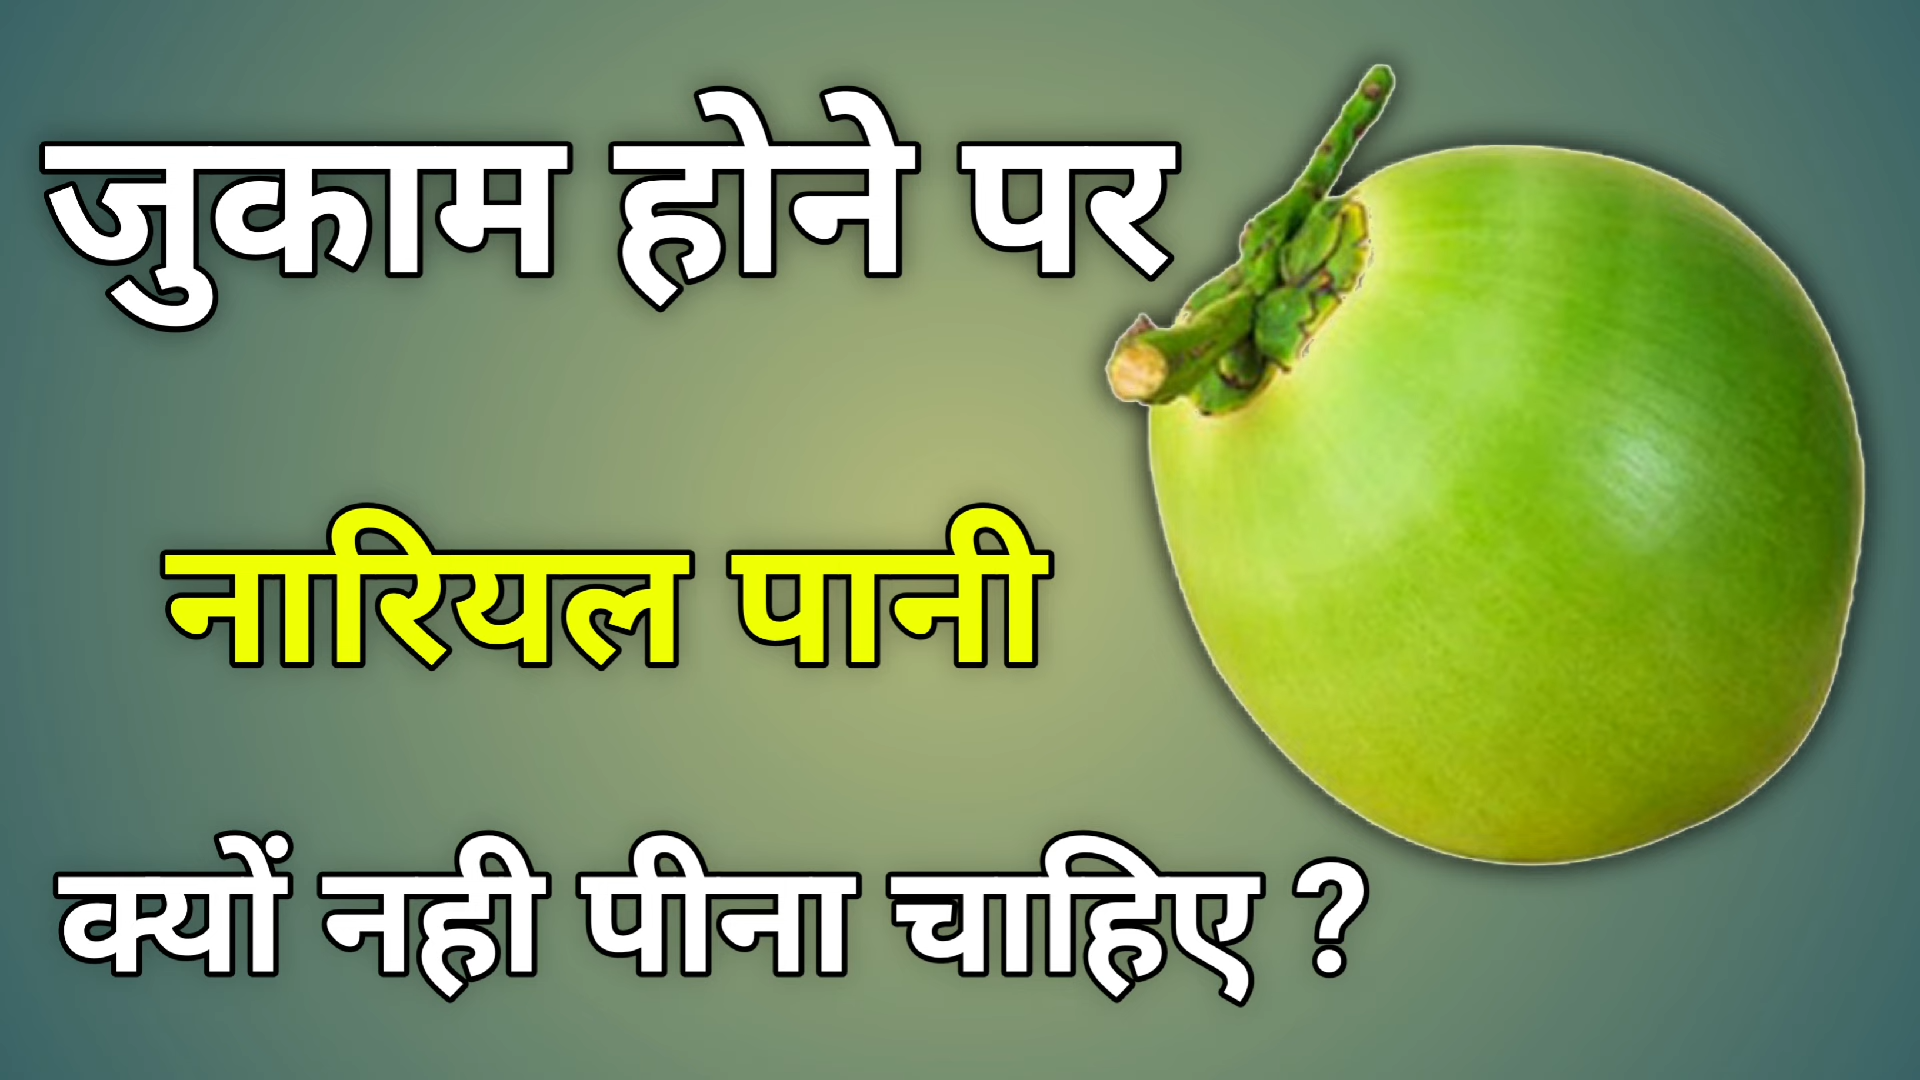 जुकाम होने पर
नारियल पानी
क्यों नही पीना चाहिए ?